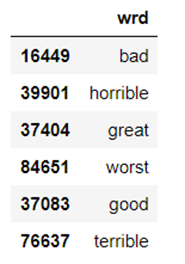 wrd
16449 bad
39901 horrible
37404 great
84651 worst
37083 good
76637 terrible